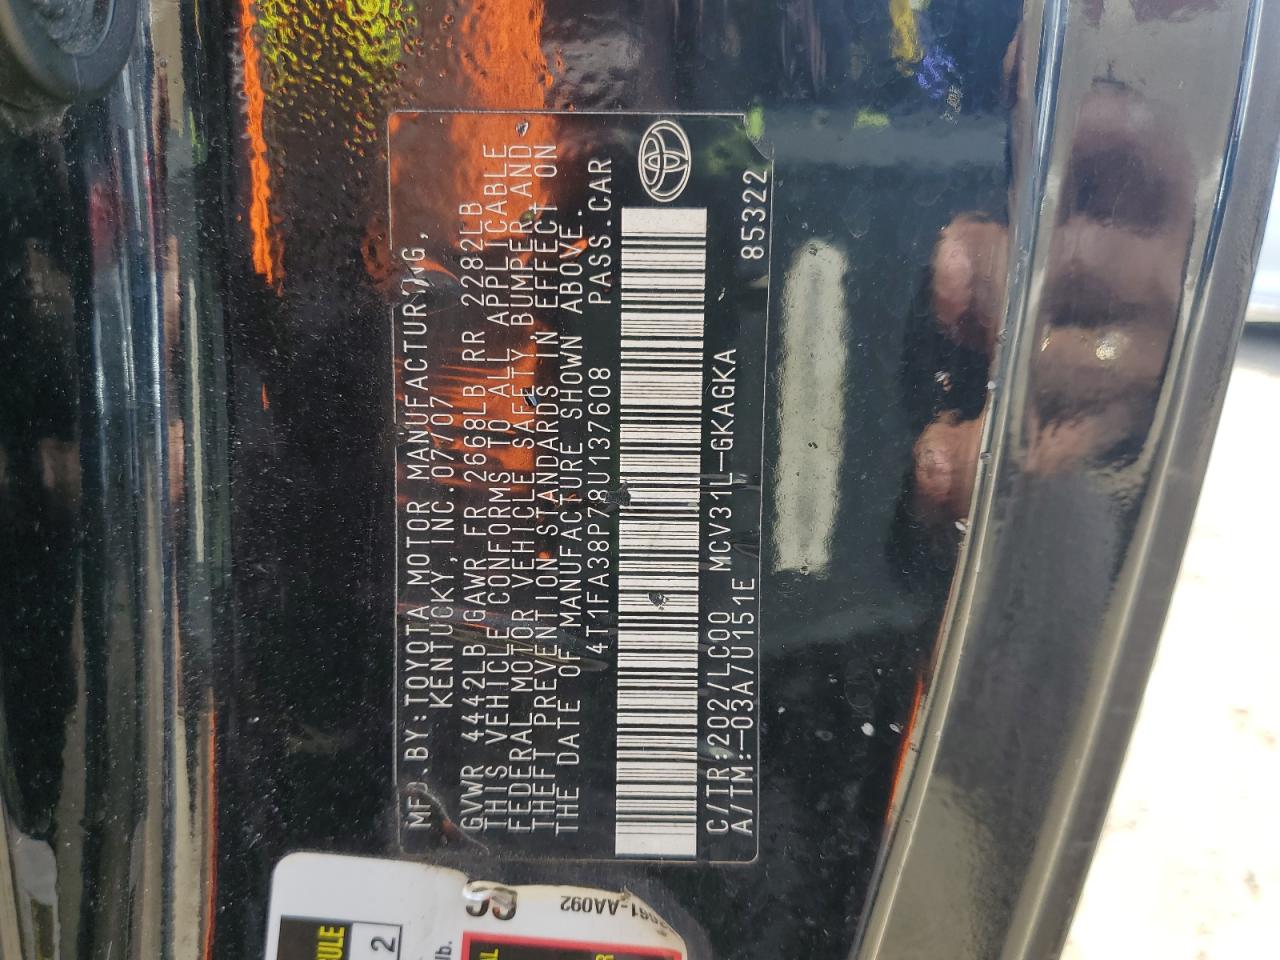 MFD.BY:TOYOTA MOTOR MANUFACTURING,
KENTUCKY, INC.07/07
GVWR 4442LB GAWR FR 2668LB RR 2282LB
THIS VEHICLE CONFORMS TO ALL APPLICABLE
FEDERAL MOTOR VEHICLE SAFETY, BUMPER, AND
THEFT PREVENTION STANDARDS IN EFFECT ON
THE DATE OF MANUFACTURE SHOWN ABOVE.
4T1FA38P78U137608 PASS.CAR
C/TR:202/LC00 MCV31L-GKAGKA
A/TM:-03A/U151E 85322
2
lb.